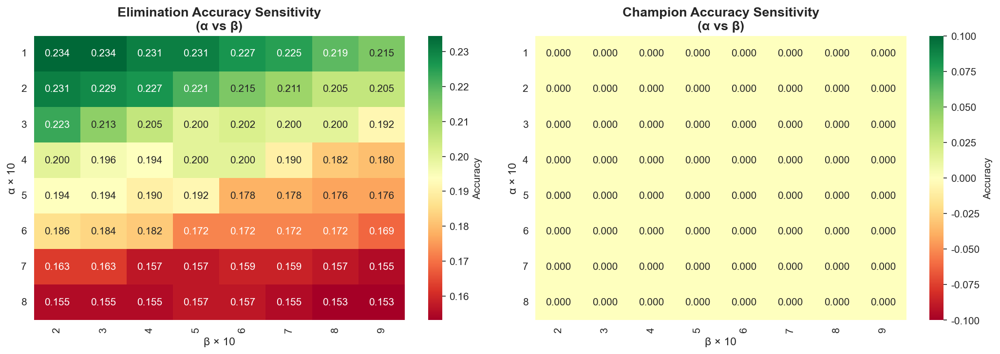 Elimination Accuracy Sensitivity
(α vs β)
1 0.234 0.234 0.231 0.231 0.227 0.225 0.219 0.215
2 0.231 0.229 0.227 0.221 0.215 0.211 0.205 0.205
3 0.223 0.213 0.205 0.200 0.202 0.200 0.200 0.192
4 0.200 0.196 0.194 0.200 0.200 0.190 0.182 0.180
5 0.194 0.194 0.190 0.192 0.178 0.178 0.176 0.176
6 0.186 0.184 0.182 0.172 0.172 0.172 0.172 0.169
7 0.163 0.163 0.157 0.157 0.159 0.159 0.157 0.155
8 0.155 0.155 0.155 0.157 0.157 0.155 0.153 0.153
2 3 4 5 6 7 8 9
β × 10
α × 10
0.23
0.22
0.21
0.20
0.19
0.18
0.17
0.16
Accuracy
Champion Accuracy Sensitivity
(α vs β)
1 0.000 0.000 0.000 0.000 0.000 0.000 0.000 0.000
2 0.000 0.000 0.000 0.000 0.000 0.000 0.000 0.000
3 0.000 0.000 0.000 0.000 0.000 0.000 0.000 0.000
4 0.000 0.000 0.000 0.000 0.000 0.000 0.000 0.000
5 0.000 0.000 0.000 0.000 0.000 0.000 0.000 0.000
6 0.000 0.000 0.000 0.000 0.000 0.000 0.000 0.000
7 0.000 0.000 0.000 0.000 0.000 0.000 0.000 0.000
8 0.000 0.000 0.000 0.000 0.000 0.000 0.000 0.000
2 3 4 5 6 7 8 9
β × 10
α × 10
0.100
0.075
0.050
0.025
0.000
-0.025
-0.050
-0.075
-0.100
Accuracy